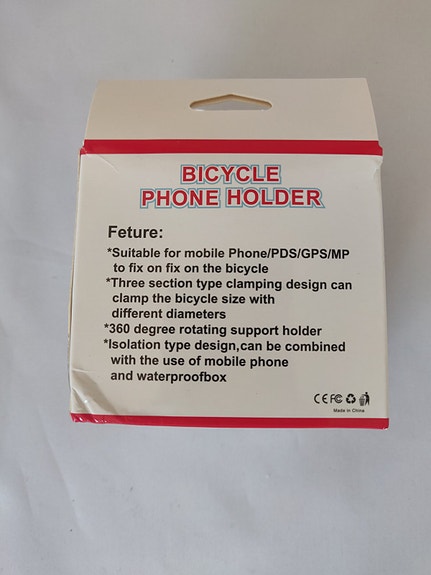 BICYCLE
PHONE HOLDER
Feture:
*Suitable for mobile Phone/PDS/GPS/MP
to fix on fix on the bicycle
*Three section type clamping design can
clamp the bicycle size with
different diameters
*360 degree rotating support holder
*Isolation type design,can be combined
with the use of mobile phone
and waterproofbox
CE FC
Made in China